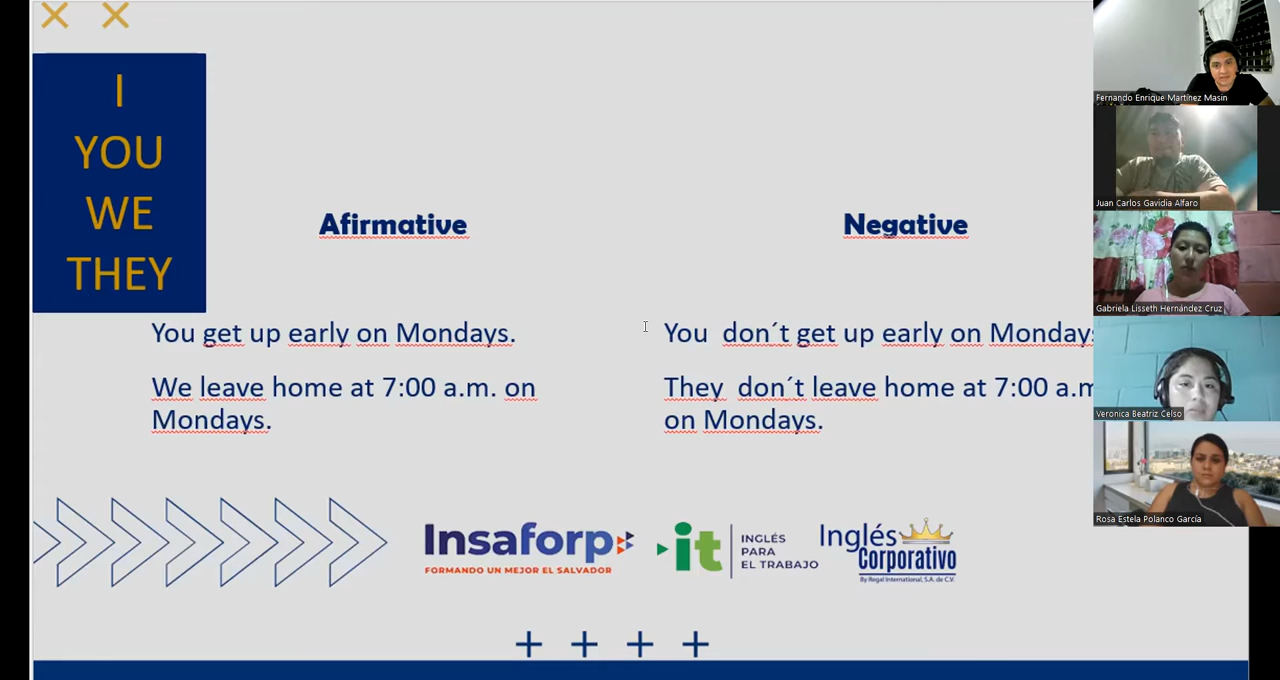 I
YOU
WE
THEY
Afirmative
Negative
You get up early on Mondays.
We leave home at 7:00 a.m. on
Mondays.
You don´t get up early on Mondays
They don´t leave home at 7:00 a.m
on Mondays.
Insaforp
FORMANDO UN MEJOR EL SALVADOR
it
INGLÉS
PARA
EL TRABAJO
Inglés
Corporativo
By Regal International, S.A. de C.V.
Fernando Enrique Martínez Masin
Juan Carlos Gavidia Alfaro
Gabriela Lisseth Hernández Cruz
Veronica Beatriz Celso
Rosa Estela Polanco García